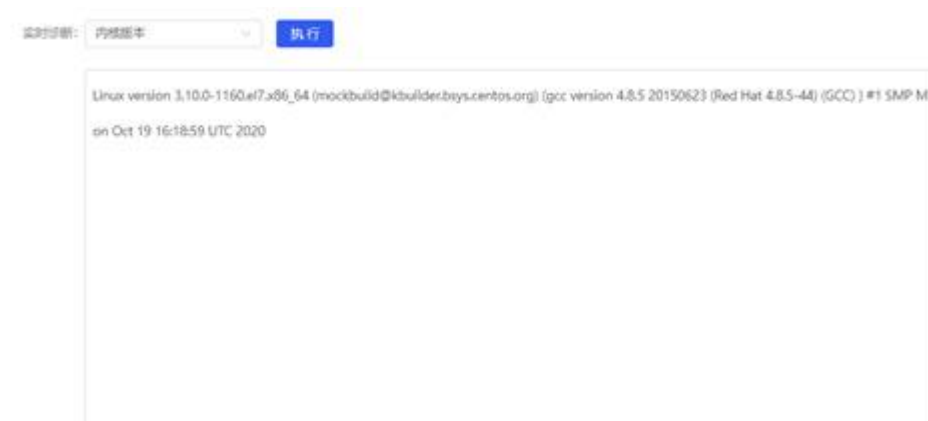 实时诊断: 内核版本 执行
Linux version 3.10.0-1160.el7.x86_64 (mockbuild@kbuilder.bsys.centos.org) (gcc version 4.8.5 20150623 (Red Hat 4.8.5-44) (GCC) ) #1 SMP M
on Oct 19 16:18:59 UTC 2020